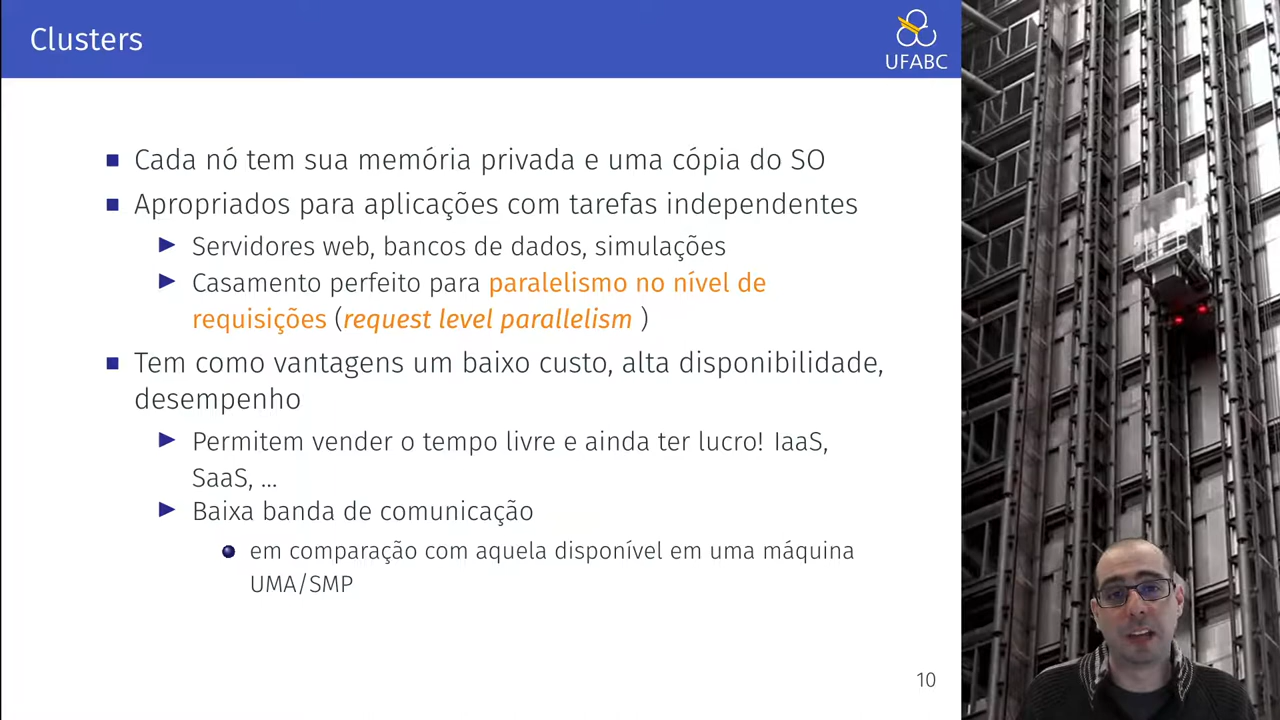 Clusters
UFABC
Cada nó tem sua memória privada e uma cópia do SO
Apropriados para aplicações com tarefas independentes
Servidores web, bancos de dados, simulações
Casamento perfeito para paralelismo no nível de
requisições (request level parallelism )
Tem como vantagens um baixo custo, alta disponibilidade,
desempenho
Permitem vender o tempo livre e ainda ter lucro! IaaS,
SaaS, ...
Baixa banda de comunicação
em comparação com aquela disponível em uma máquina
UMA/SMP
10